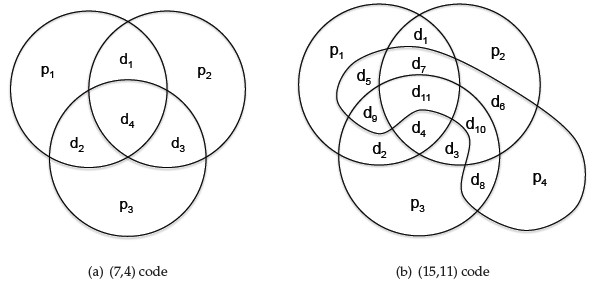 p1
d1
p2
d4
d2
d3
p3
(a) (7,4) code
p1
d1
p2
d5
d7
d11
d6
d9
d4
d10
d2
d3
d8
p4
p3
(b) (15,11) code